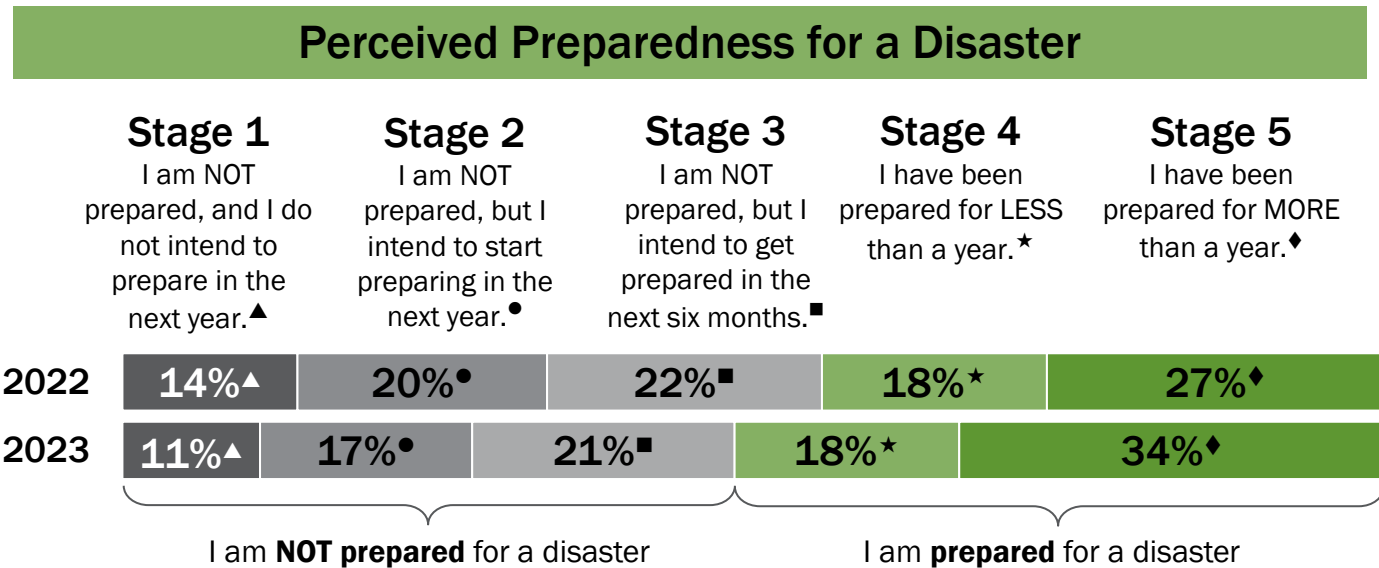 Perceived Preparedness for a Disaster
Stage 1
I am NOT
prepared, and I do
not intend to
prepare in the
next year.▲
Stage 2
I am NOT
prepared, but I
intend to start
preparing in the
next year.●
Stage 3
I am NOT
prepared, but I
intend to get
prepared in the
next six months.■
Stage 4
I have been
prepared for LESS
than a year.★
Stage 5
I have been
prepared for MORE
than a year.♦
2022 14%▲ 20%● 22%■ 18%★ 27%♦
2023 11%▲ 17%● 21%■ 18%★ 34%♦
I am NOT prepared for a disaster
I am prepared for a disaster